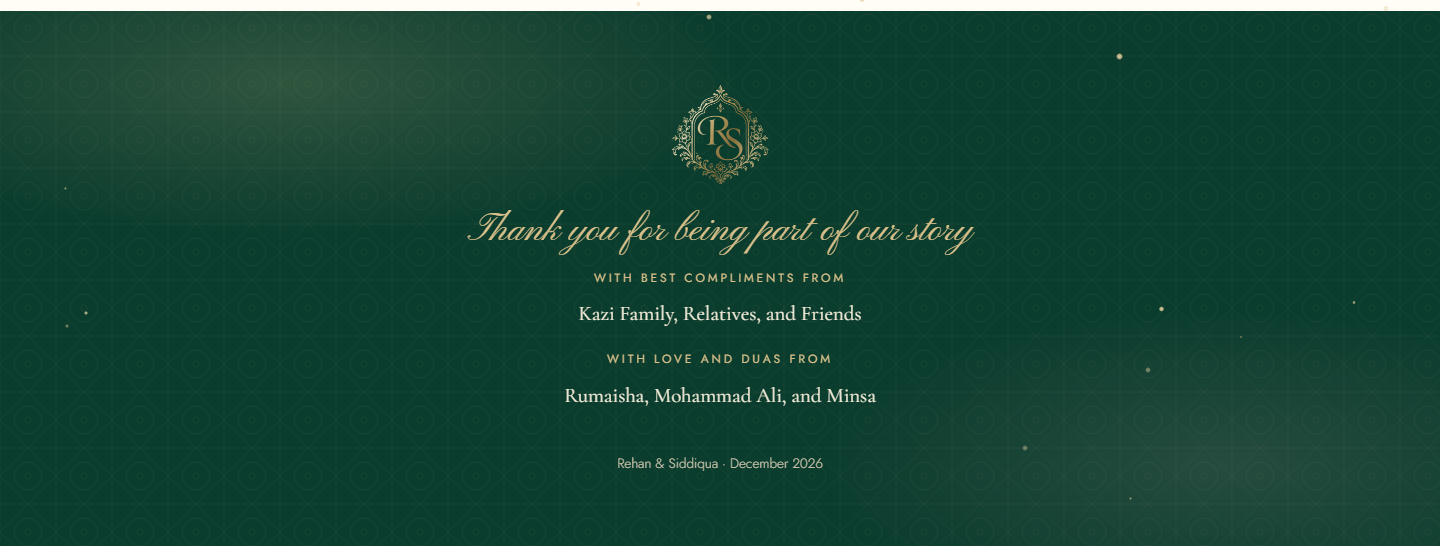 RS
Thank you for being part of our story
WITH BEST COMPLIMENTS FROM
Kazi Family, Relatives, and Friends
WITH LOVE AND DUAS FROM
Rumaisha, Mohammad Ali, and Minsa
Rehan & Siddiqua · December 2026